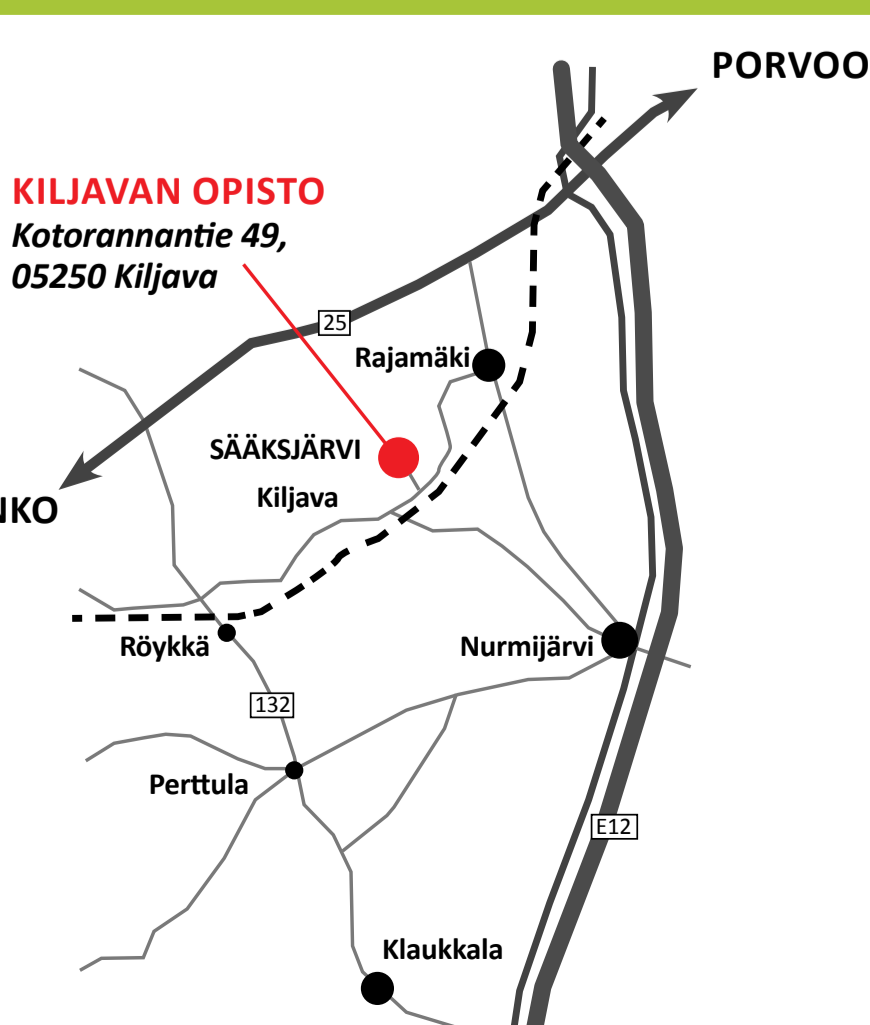 PORVOO
KILJAVAN OPISTO
Kotorannantie 49,
05250 Kiljava
25
Rajamäki
SÄÄKSJÄRVI
Kiljava
NKO
Röykkä
Nurmijärvi
132
Perttula
E12
Klaukkala